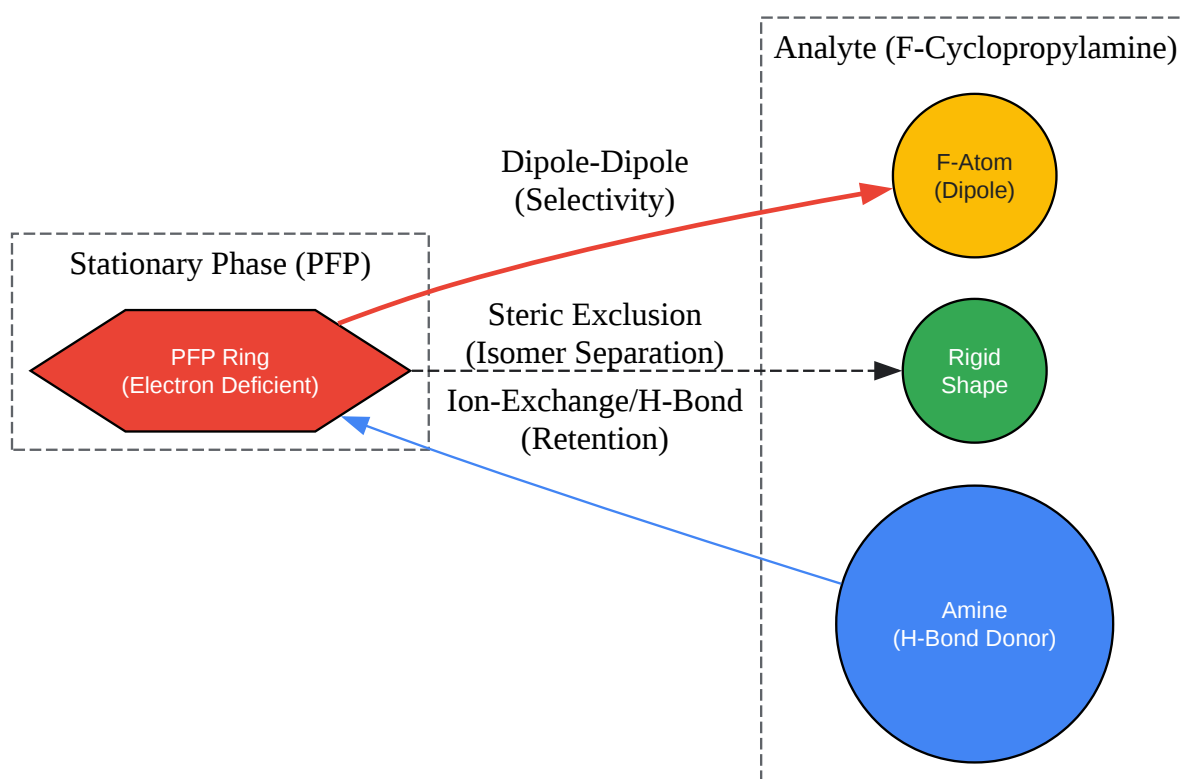 Analyte (F-Cyclopropylamine)
F-Atom
(Dipole)
Dipole-Dipole
(Selectivity)
Stationary Phase (PFP)
PFP Ring
(Electron Deficient)
Steric Exclusion
(Isomer Separation)
Ion-Exchange/H-Bond
(Retention)
Rigid
Shape
Amine
(H-Bond Donor)